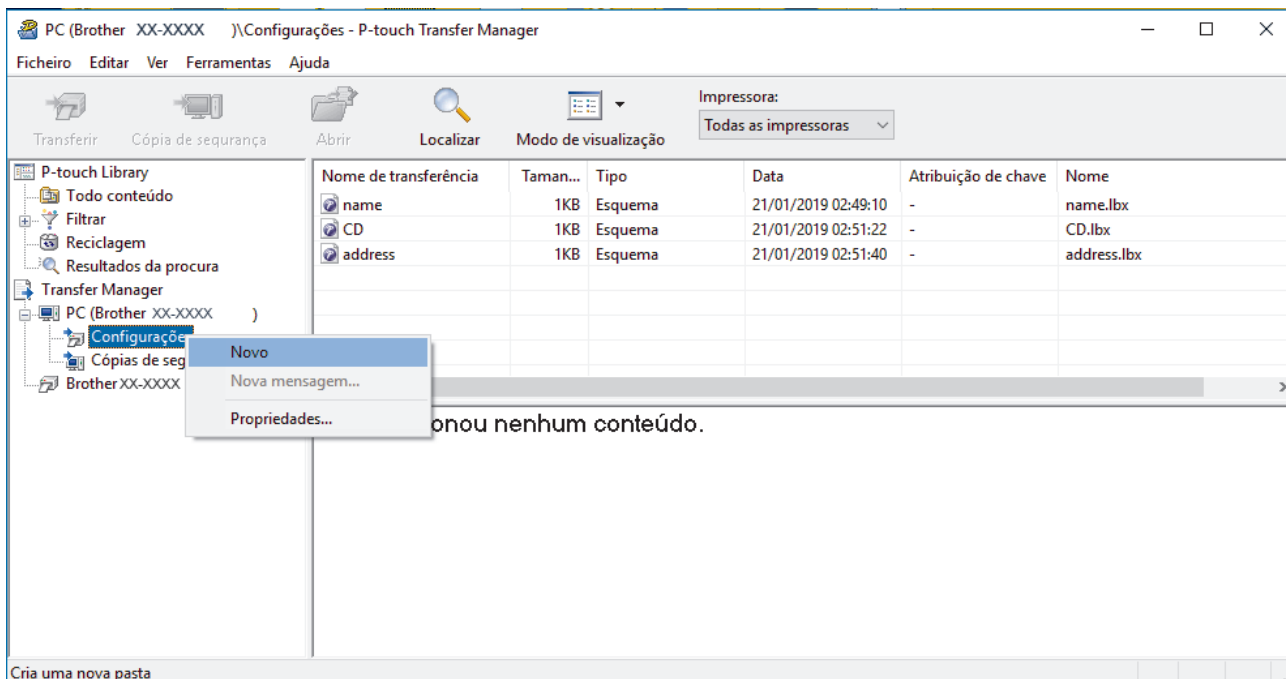 PC (Brother XX-XXXX )\Configurações - P-touch Transfer Manager
Ficheiro Editar Ver Ferramentas Ajuda
Impressora:
Todas as impressoras
Transferir Cópia de segurança Abrir Localizar Modo de visualização
P-touch Library
Todo conteúdo
Filtrar
Reciclagem
Resultados da procura
Transfer Manager
PC (Brother XX-XXXX )
Configurações
Cópias de seg
Brother XX-XXXX
Novo
Nova mensagem...
Propriedades...
Nome de transferência Taman... Tipo Data Atribuição de chave Nome
name 1KB Esquema 21/01/2019 02:49:10 - name.lbx
CD 1KB Esquema 21/01/2019 02:51:22 - CD.lbx
address 1KB Esquema 21/01/2019 02:51:40 - address.lbx
onou nenhum conteúdo.
Cria uma nova pasta